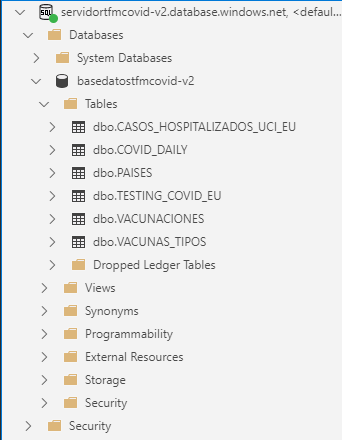 servidortfmcovid-v2.database.windows.net, <defaul...
Databases
System Databases
basedatostfmcovid-v2
Tables
dbo.CASOS_HOSPITALIZADOS_UCI_EU
dbo.COVID_DAILY
dbo.PAISES
dbo.TESTING_COVID_EU
dbo.VACUNACIONES
dbo.VACUNAS_TIPOS
Dropped Ledger Tables
Views
Synonyms
Programmability
External Resources
Storage
Security
Security